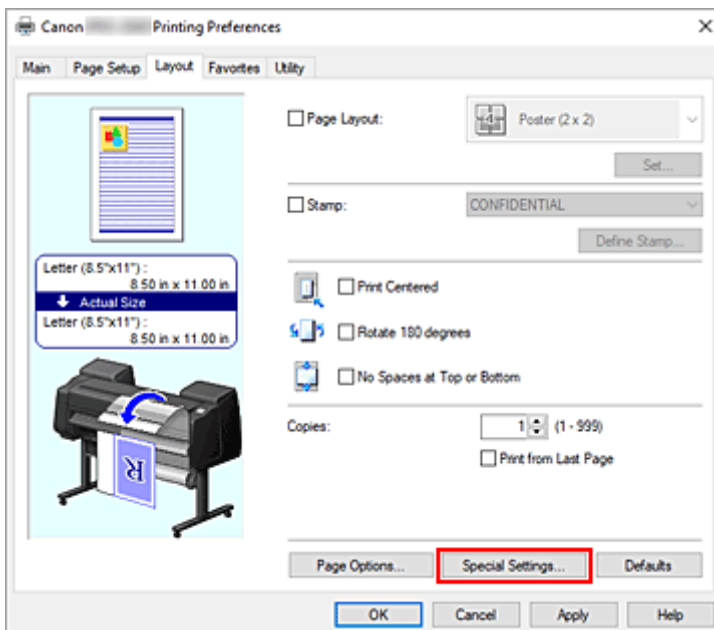 Canon Printing Preferences
Main Page Setup Layout Favorites Utility
Page Layout: 4 Poster (2 x 2)
Set...
Stamp: CONFIDENTIAL
Define Stamp...
Letter (8.5"x11") :
8.50 in x 11.00 in
Actual Size
Letter (8.5"x11") :
8.50 in x 11.00 in
R
Print Centered
Rotate 180 degrees
No Spaces at Top or Bottom
Copies: 1 (1 - 999)
Print from Last Page
Page Options... Special Settings... Defaults
OK Cancel Apply Help